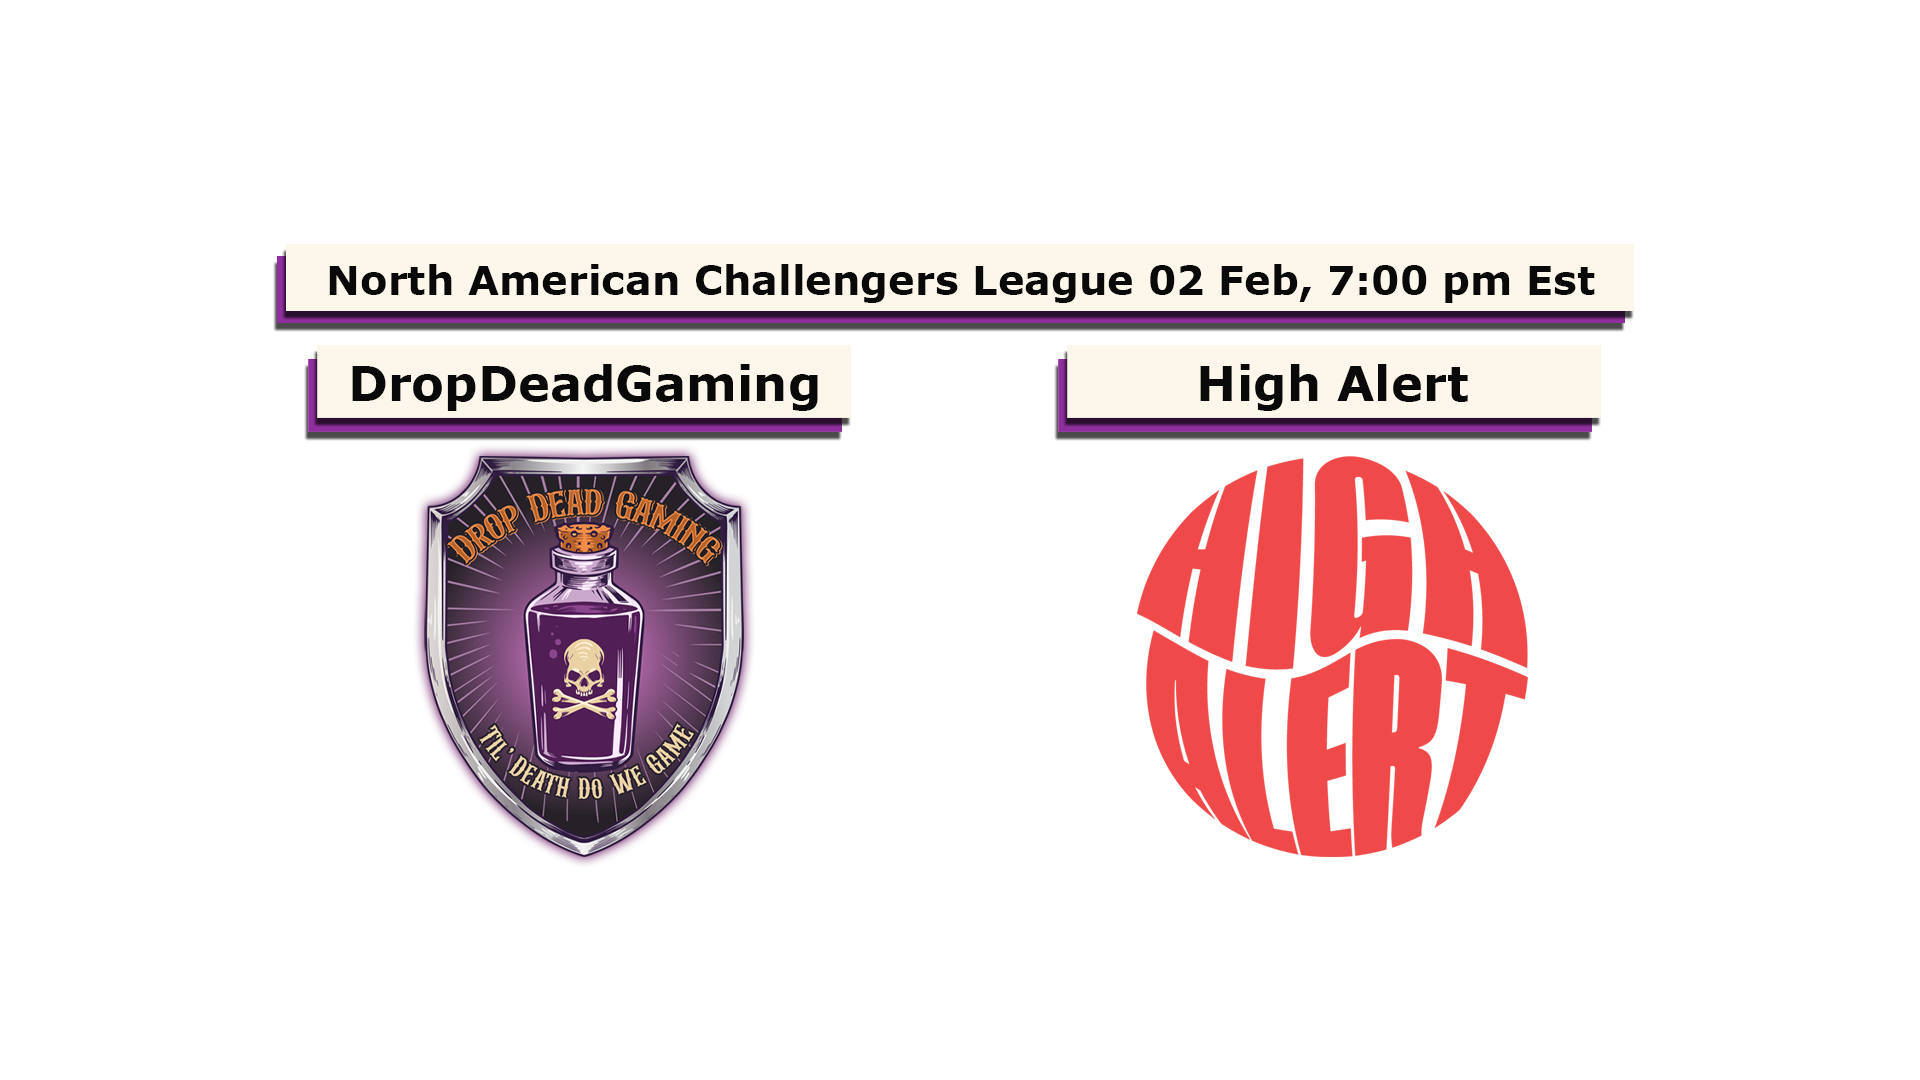 North American Challengers League 02 Feb, 7:00 pm Est
DropDeadGaming
High Alert
DROP DEAD GAMING
TIL' DEATH DO WE GAME
HIGH
ALERT